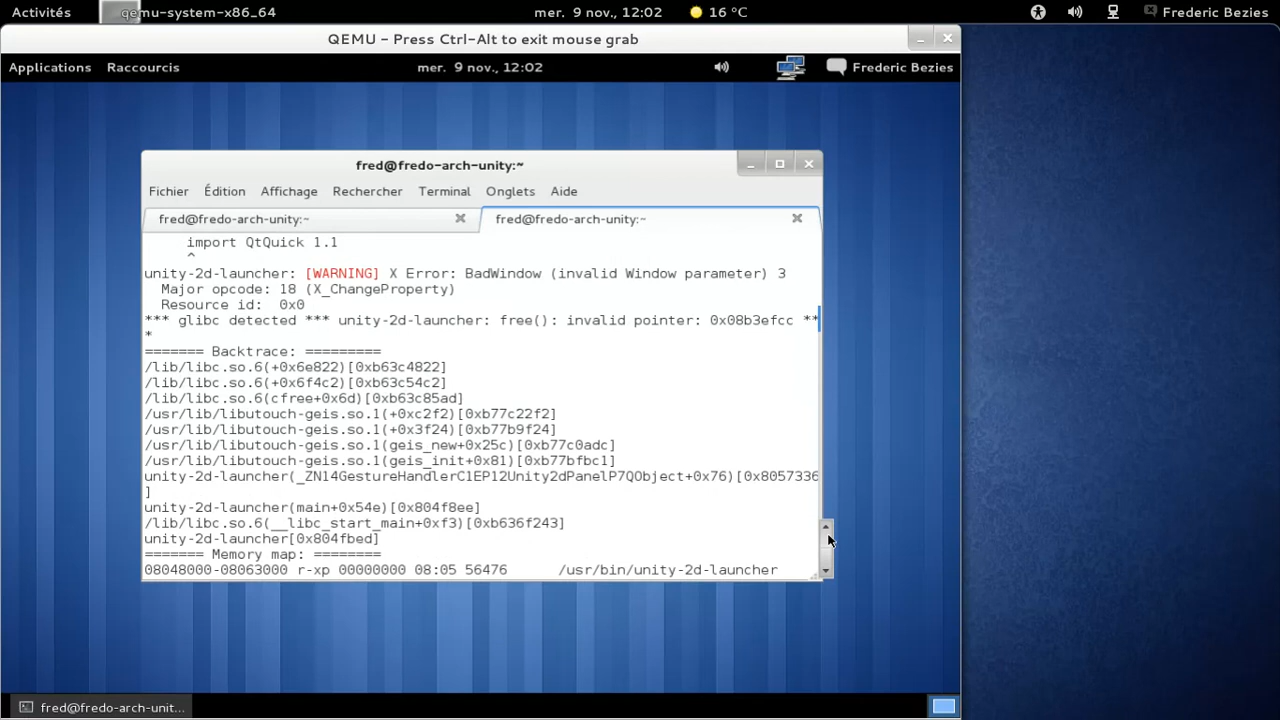 Activités qemu-system-x86_64 mer. 9 nov., 12:02 16 °C Frederic Bezies
QEMU - Press Ctrl-Alt to exit mouse grab
Applications Raccourcis mer. 9 nov., 12:02 Frederic Bezies
fred@fredo-arch-unity:~
Fichier Édition Affichage Rechercher Terminal Onglets Aide
fred@fredo-arch-unity:~ fred@fredo-arch-unity:~
import QtQuick 1.1
^
unity-2d-launcher: [WARNING] X Error: BadWindow (invalid Window parameter) 3
Major opcode: 18 (X_ChangeProperty)
Resource id:  0x0
*** glibc detected *** unity-2d-launcher: free(): invalid pointer: 0x08b3efcc **
*
======= Backtrace: =========
/lib/libc.so.6(+0x6e822)[0xb63c4822]
/lib/libc.so.6(+0x6f4c2)[0xb63c54c2]
/lib/libc.so.6(cfree+0x6d)[0xb63c85ad]
/usr/lib/libutouch-geis.so.1(+0xc2f2)[0xb77c22f2]
/usr/lib/libutouch-geis.so.1(+0x3f24)[0xb77b9f24]
/usr/lib/libutouch-geis.so.1(geis_new+0x25c)[0xb77c0adc]
/usr/lib/libutouch-geis.so.1(geis_init+0x81)[0xb77bfbc1]
unity-2d-launcher(_ZN14GestureHandlerC1EP12Unity2dPanelP7QObject+0x76)[0x8057336
]
unity-2d-launcher(main+0x54e)[0x804f8ee]
/lib/libc.so.6(__libc_start_main+0xf3)[0xb636f243]
unity-2d-launcher[0x804fbed]
======= Memory map: ========
08048000-08063000 r-xp 00000000 08:05 56476      /usr/bin/unity-2d-launcher
fred@fredo-arch-unit...